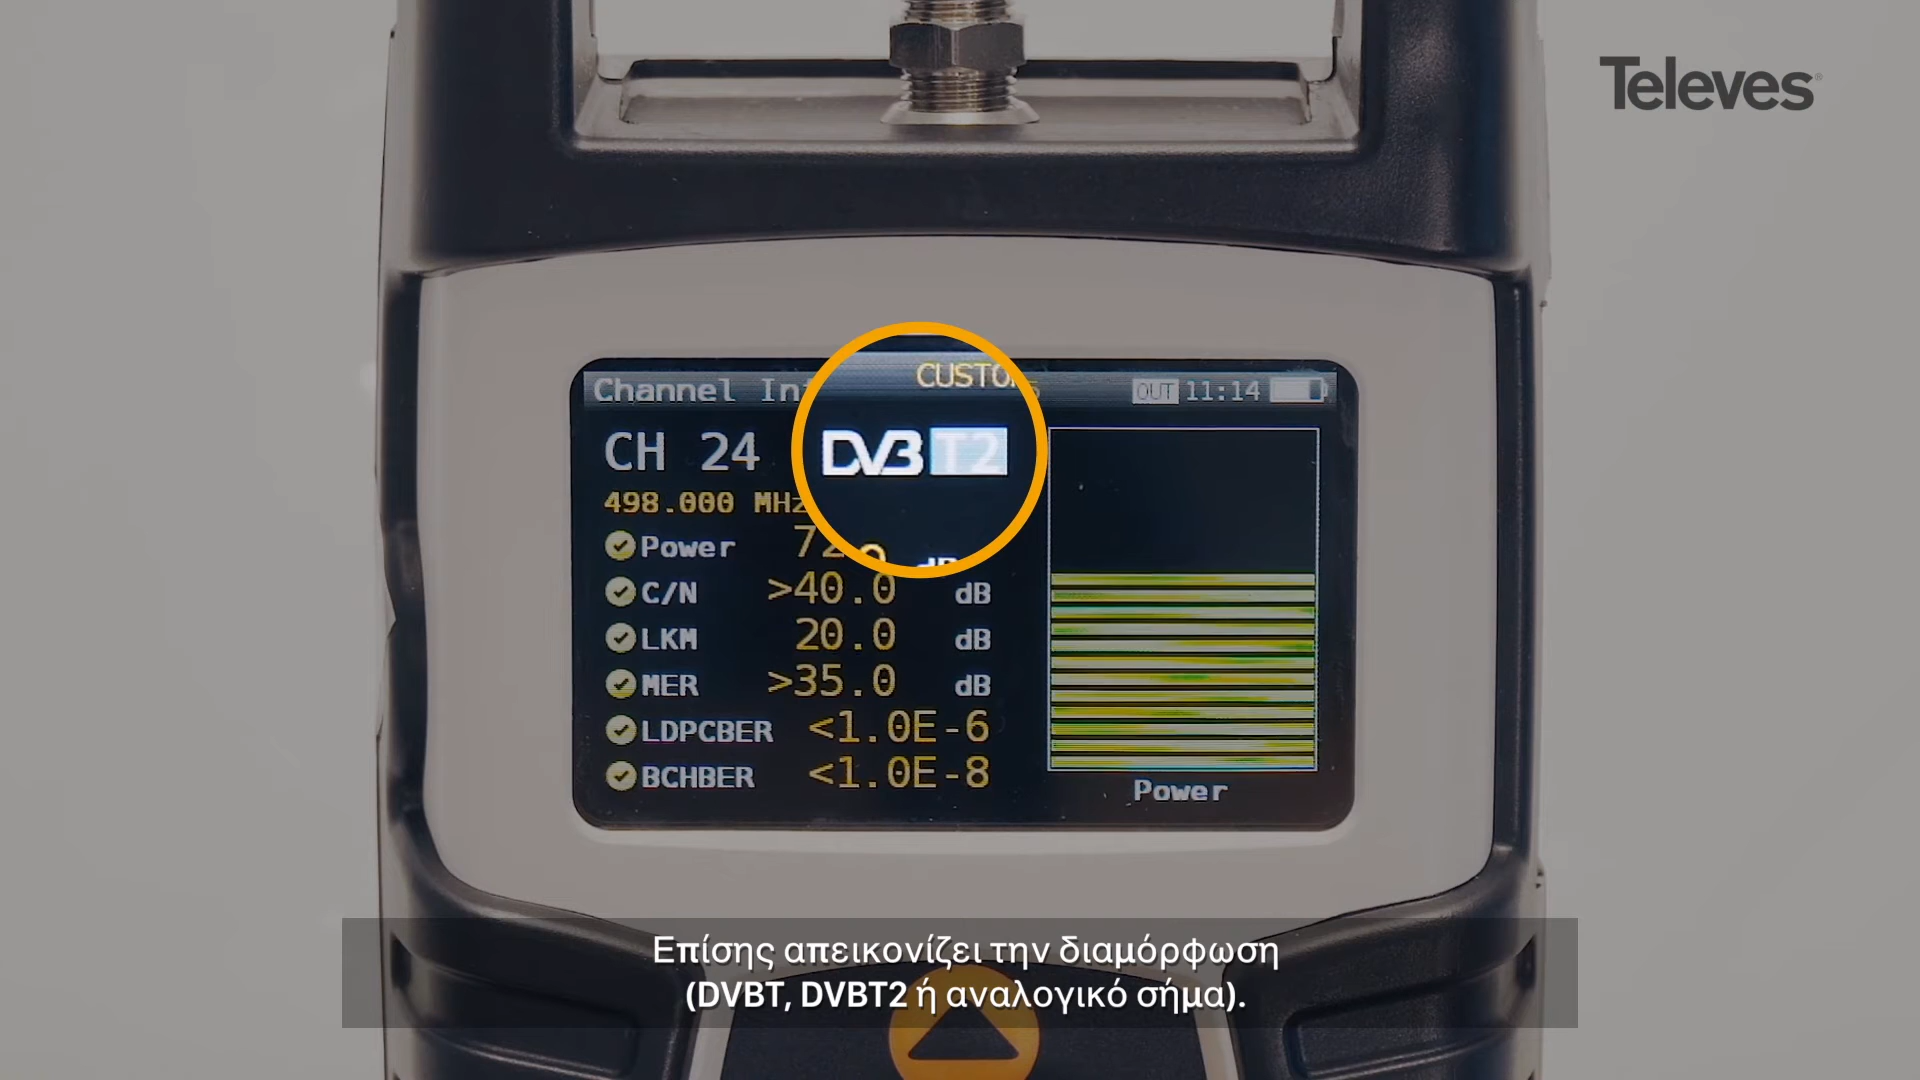 Televes
CUSTO
Channel In
OUT 11:14
CH 24
DVB T2
498.000 MHz
Power 72
C/N >40.0 dB
LKM 20.0 dB
MER >35.0 dB
LDPCBER <1.0E-6
BCHBER <1.0E-8
Power
Επίσης απεικονίζει την διαμόρφωση
(DVBT, DVBT2 ή αναλογικό σήμα).